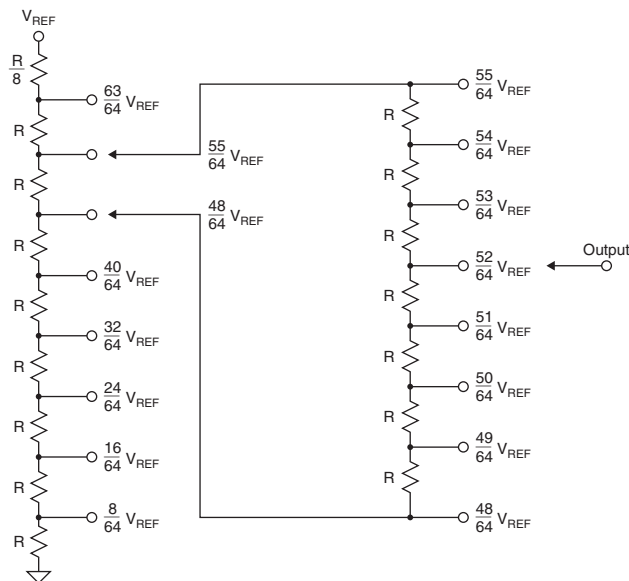 V_REF
R/8
63/64 V_REF
R
55/64 V_REF
R
48/64 V_REF
R
40/64 V_REF
R
32/64 V_REF
R
24/64 V_REF
R
16/64 V_REF
R
8/64 V_REF
R
55/64 V_REF
R
54/64 V_REF
R
53/64 V_REF
R
52/64 V_REF
Output
R
51/64 V_REF
R
50/64 V_REF
R
49/64 V_REF
R
48/64 V_REF